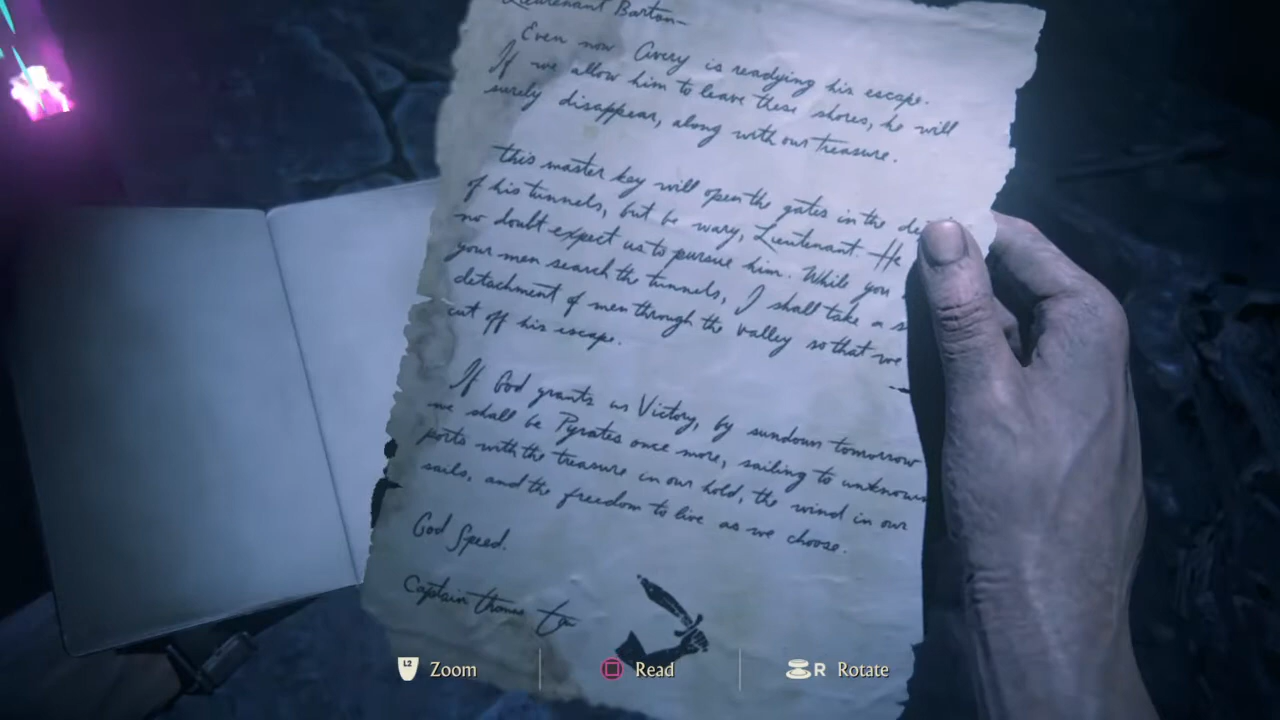 Lieutenant Barton—
Even now Avery is readying his escape.
If we allow him to leave these shores, he will
surely disappear, along with our treasure.
this master key will open the gates in the
of his tunnels, but be wary, Lieutenant. He
no doubt expect us to pursue him. While you
your men search the tunnels, I shall take a
detachment of men through the valley so that we
cut off his escape.
If God grants us Victory, by sundown tomorrow
we shall be Pyrates once more, sailing to unknown
ports with the treasure in our hold, the wind in our
sails, and the freedom to live as we choose.
God Speed.
Captain Thomas
L2 Zoom
Read
R Rotate